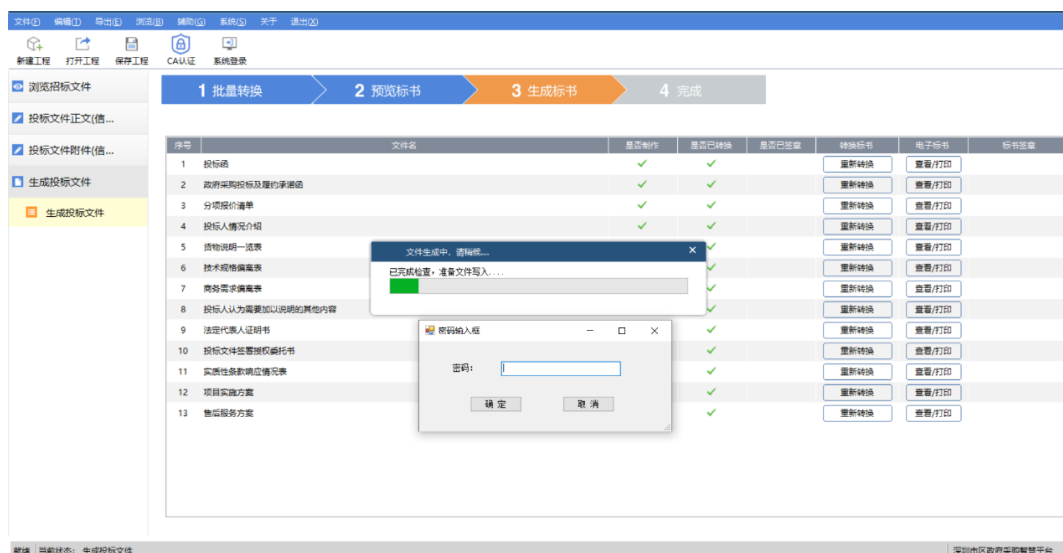 文件(F) 编辑(T) 导出(E) 浏览(B) 辅助(G) 系统(S) 关于 退出(X)
新建工程 打开工程 保存工程 CA认证 系统登录
浏览招标文件
投标文件正文(信...
投标文件附件(信...
生成投标文件
生成投标文件
1 批量转换 2 预览标书 3 生成标书 4 完成
序号 文件名 是否制作 是否已转换 是否已签章 转换标书 电子标书 标书签章
1 投标函 重新转换 查看/打印
2 政府采购投标及履约承诺函 重新转换 查看/打印
3 分项报价清单 重新转换 查看/打印
4 投标人情况介绍 重新转换 查看/打印
5 货物说明一览表 重新转换 查看/打印
6 技术规格偏离表 重新转换 查看/打印
7 商务需求偏离表 重新转换 查看/打印
8 投标人认为需要加以说明的其他内容 重新转换 查看/打印
9 法定代表人证明书 重新转换 查看/打印
10 投标文件签署授权委托书 重新转换 查看/打印
11 实质性条款响应情况表 重新转换 查看/打印
12 项目实施方案 重新转换 查看/打印
13 售后服务方案 重新转换 查看/打印
文件生成中，请稍候...
已完成检查，准备文件写入....
密码输入框
密码：
确定 取消
就绪 当前状态：生成投标文件 深圳市区政府采购智慧平台